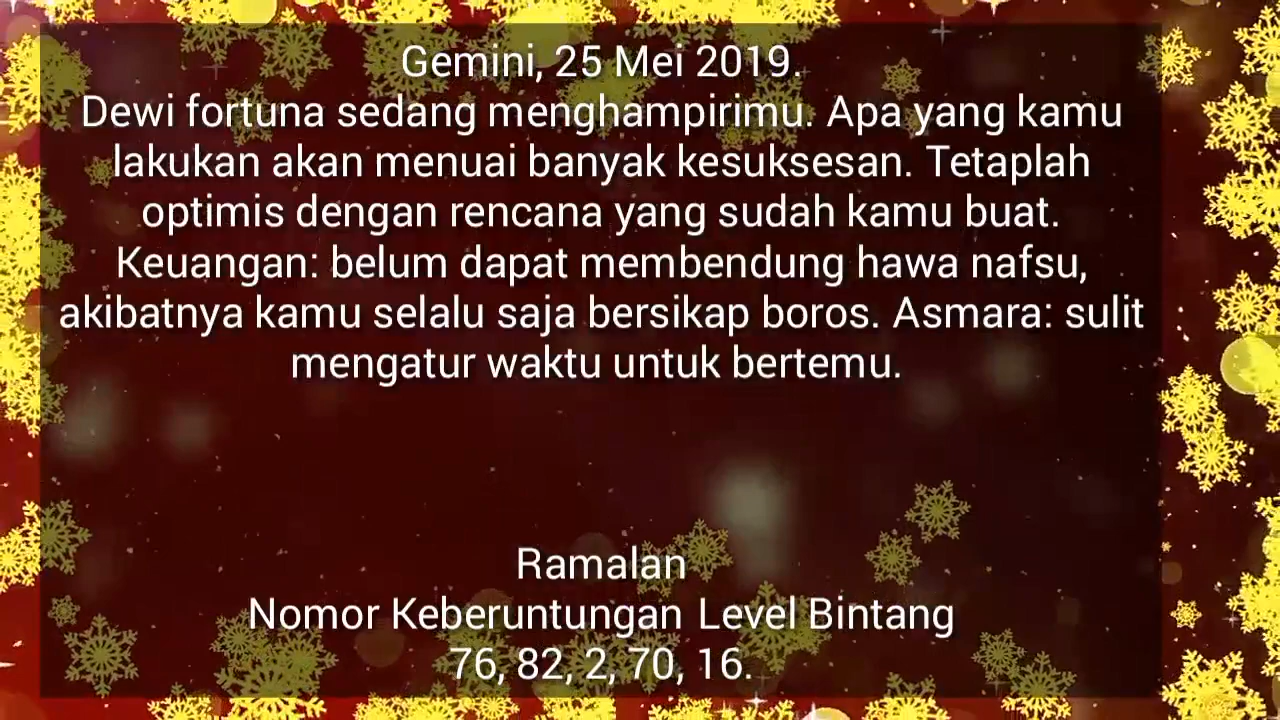 Gemini, 25 Mei 2019.
Dewi fortuna sedang menghampirimu. Apa yang kamu
lakukan akan menuai banyak kesuksesan. Tetaplah
optimis dengan rencana yang sudah kamu buat.
Keuangan: belum dapat membendung hawa nafsu,
akibatnya kamu selalu saja bersikap boros. Asmara: sulit
mengatur waktu untuk bertemu.
Ramalan
Nomor Keberuntungan Level Bintang
76, 82, 2, 70, 16.